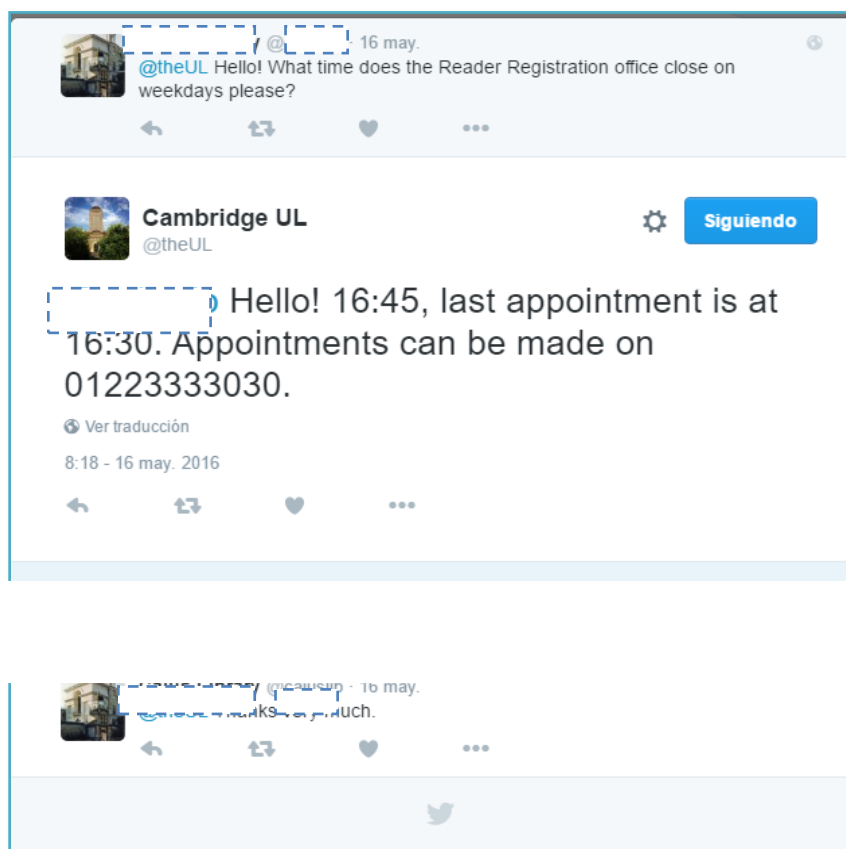 @ · 16 may.
@theUL Hello! What time does the Reader Registration office close on
weekdays please?
Cambridge UL
@theUL
Siguiendo
Hello! 16:45, last appointment is at
16:30. Appointments can be made on
01223333030.
Ver traducción
8:18 - 16 may. 2016
· 16 may.
much.